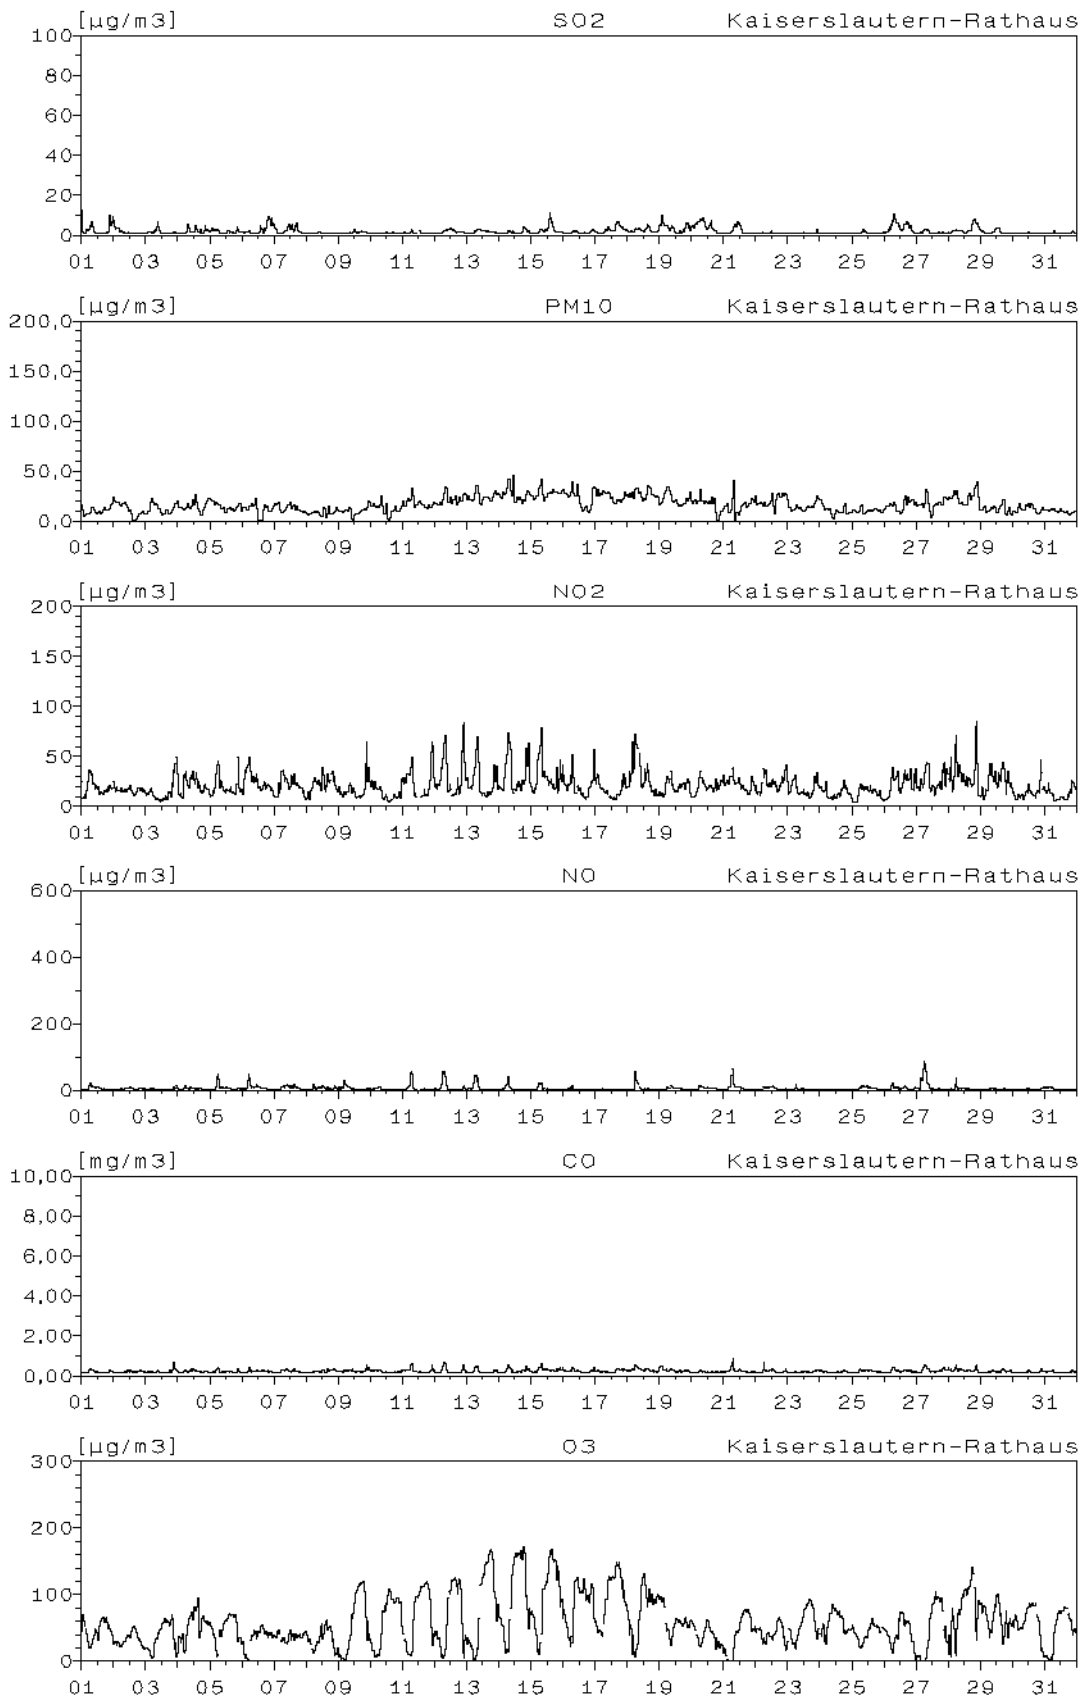 [µg/m3] SO2 Kaiserslautern-Rathaus
100
80
60
40
20
0
01 03 05 07 09 11 13 15 17 19 21 23 25 27 29 31
[µg/m3] PM10 Kaiserslautern-Rathaus
200,0
150,0
100,0
50,0
0,0
01 03 05 07 09 11 13 15 17 19 21 23 25 27 29 31
[µg/m3] NO2 Kaiserslautern-Rathaus
200
150
100
50
0
01 03 05 07 09 11 13 15 17 19 21 23 25 27 29 31
[µg/m3] NO Kaiserslautern-Rathaus
600
400
200
0
01 03 05 07 09 11 13 15 17 19 21 23 25 27 29 31
[mg/m3] CO Kaiserslautern-Rathaus
10,00
8,00
6,00
4,00
2,00
0,00
01 03 05 07 09 11 13 15 17 19 21 23 25 27 29 31
[µg/m3] O3 Kaiserslautern-Rathaus
300
200
100
0
01 03 05 07 09 11 13 15 17 19 21 23 25 27 29 31